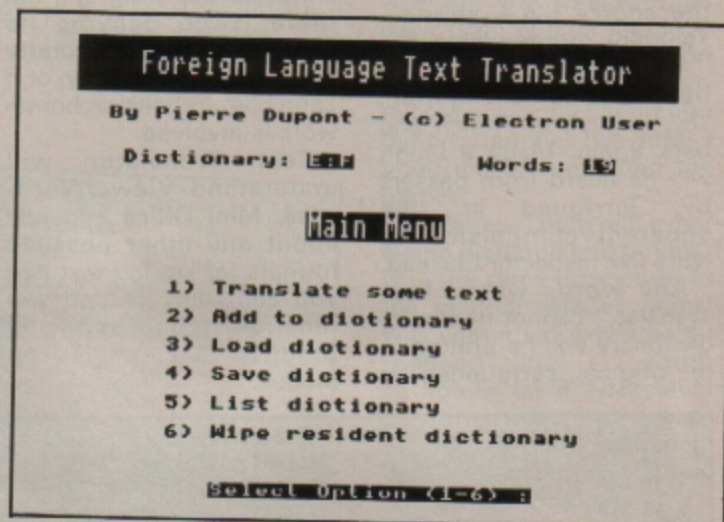 Foreign Language Text Translator
By Pierre Dupont - (c) Electron User
Dictionary: E:F Words: 19
Main Menu
1) Translate some text
2) Add to dictionary
3) Load dictionary
4) Save dictionary
5) List dictionary
6) Wipe resident dictionary
Select Option (1-6) :